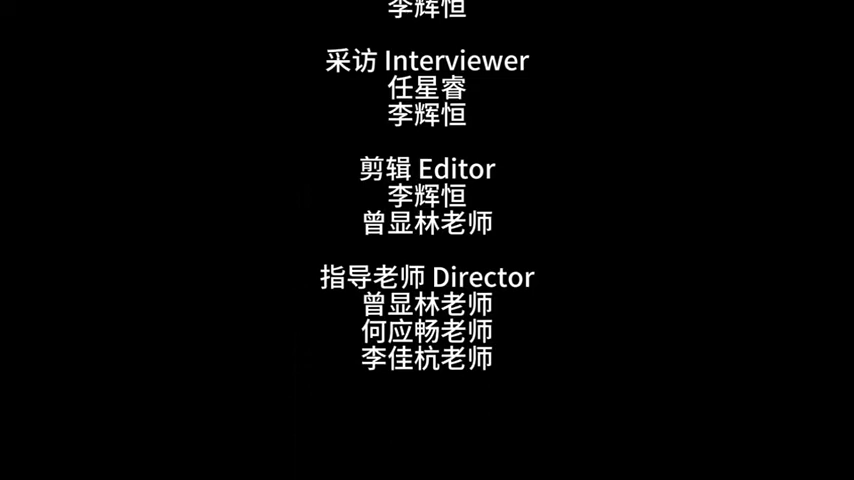 李辉恒
采访 Interviewer
任星睿
李辉恒
剪辑 Editor
李辉恒
曾显林老师
指导老师 Director
曾显林老师
何应畅老师
李佳杭老师